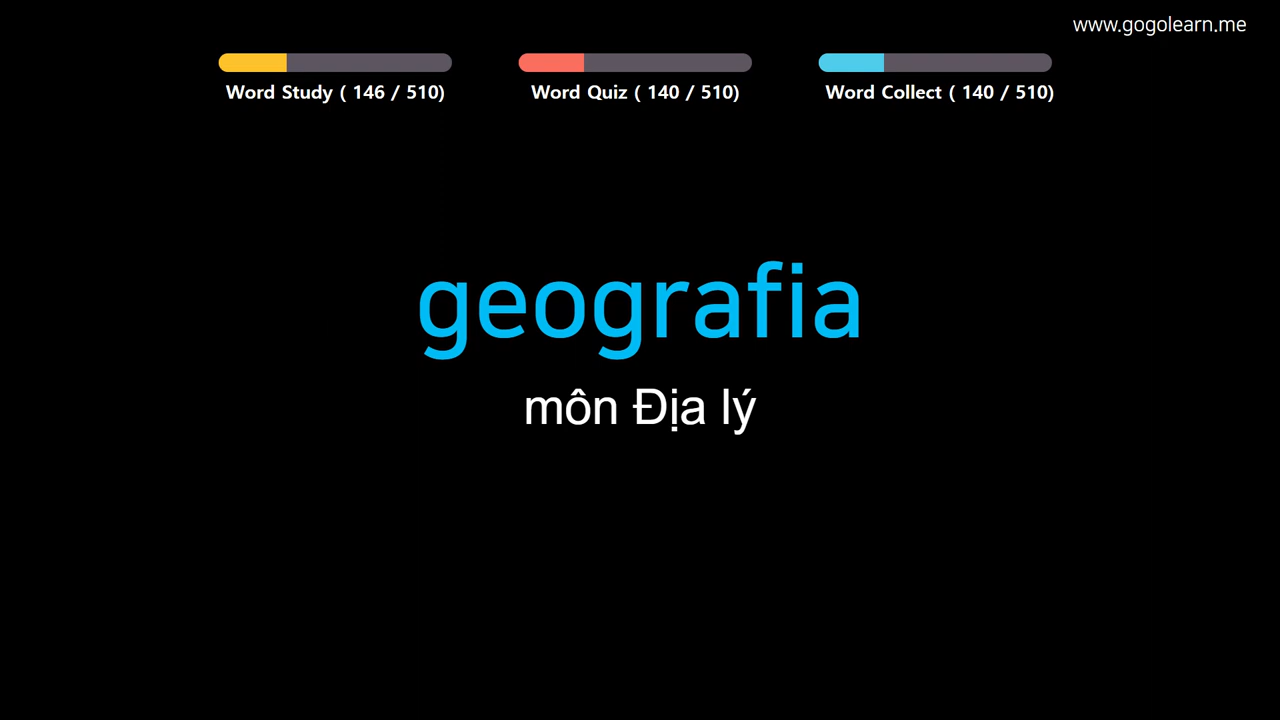 www.gogolearn.me
Word Study ( 146 / 510)
Word Quiz ( 140 / 510)
Word Collect ( 140 / 510)
geografia
môn Địa lý